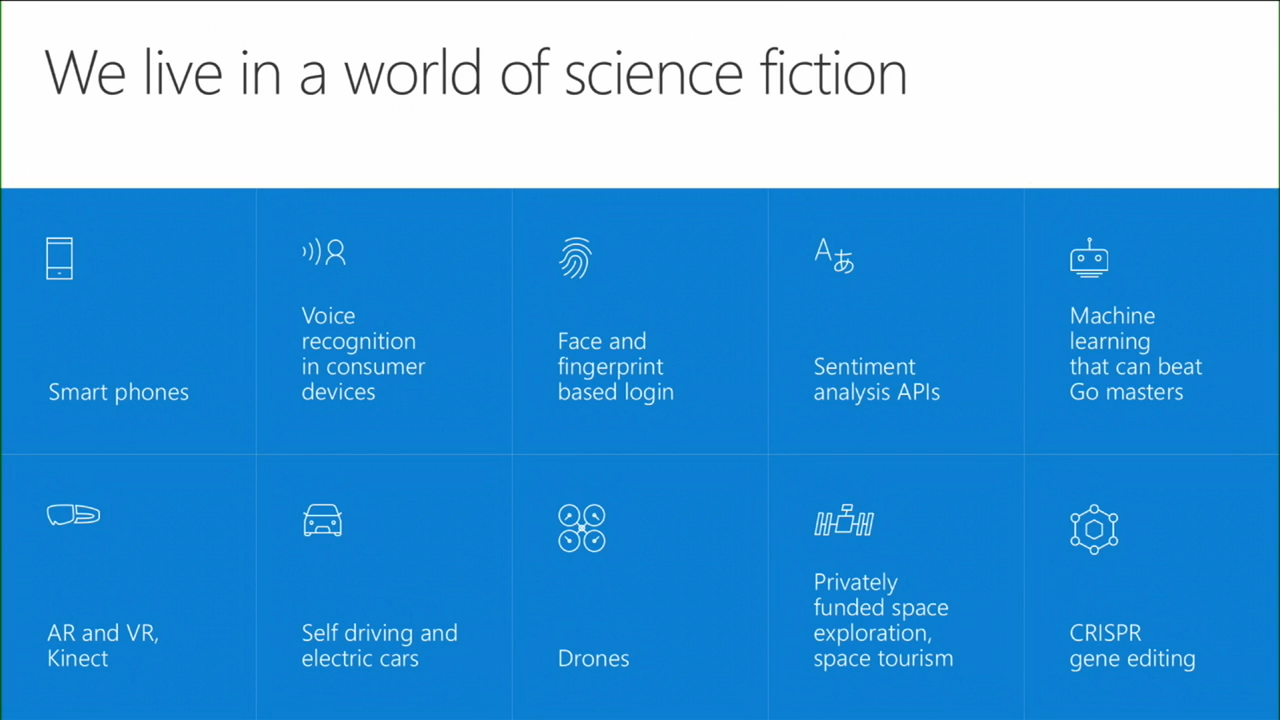 We live in a world of science fiction
Smart phones
Voice
recognition
in consumer
devices
Face and
fingerprint
based login
Aあ
Sentiment
analysis APIs
Machine
learning
that can beat
Go masters
AR and VR,
Kinect
Self driving and
electric cars
Drones
Privately
funded space
exploration,
space tourism
CRISPR
gene editing